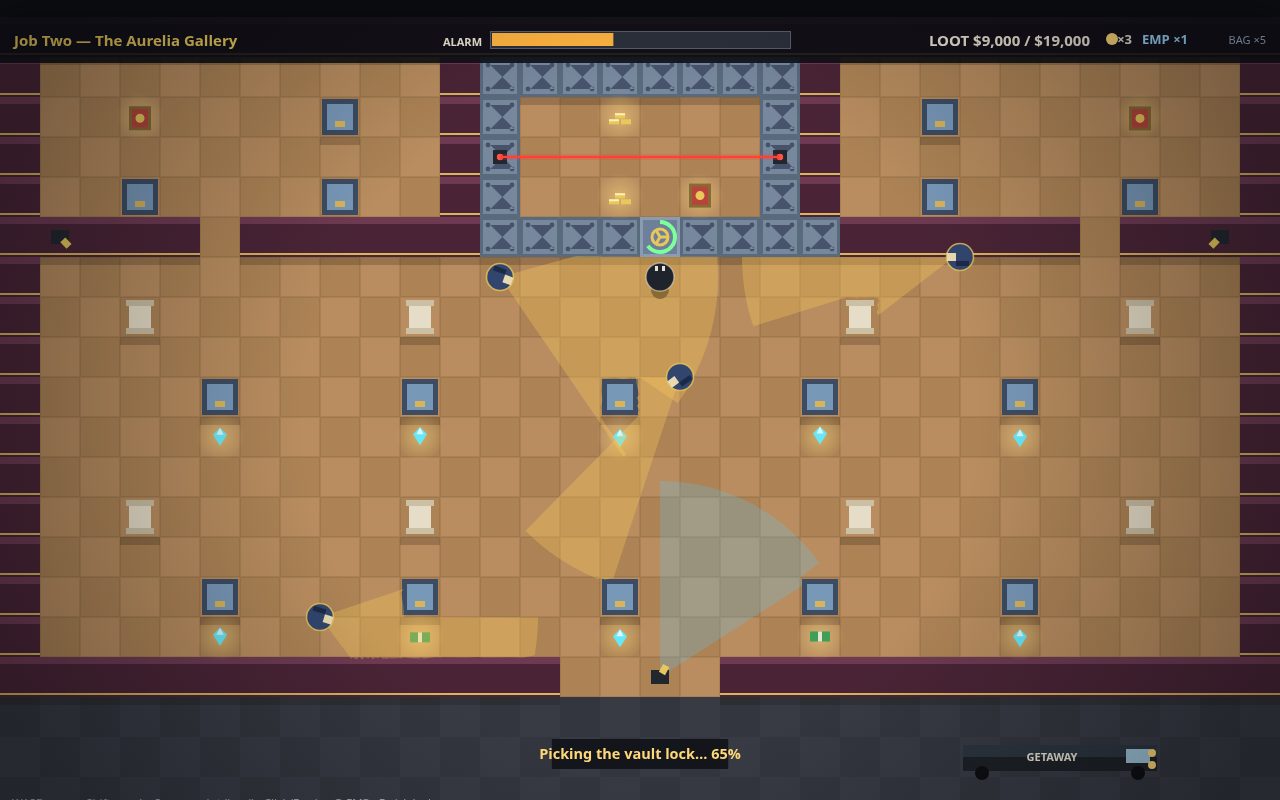 Job Two — The Aurelia Gallery
ALARM
LOOT $9,000 / $19,000
×3
EMP ×1
BAG ×5
Picking the vault lock... 65%
GETAWAY